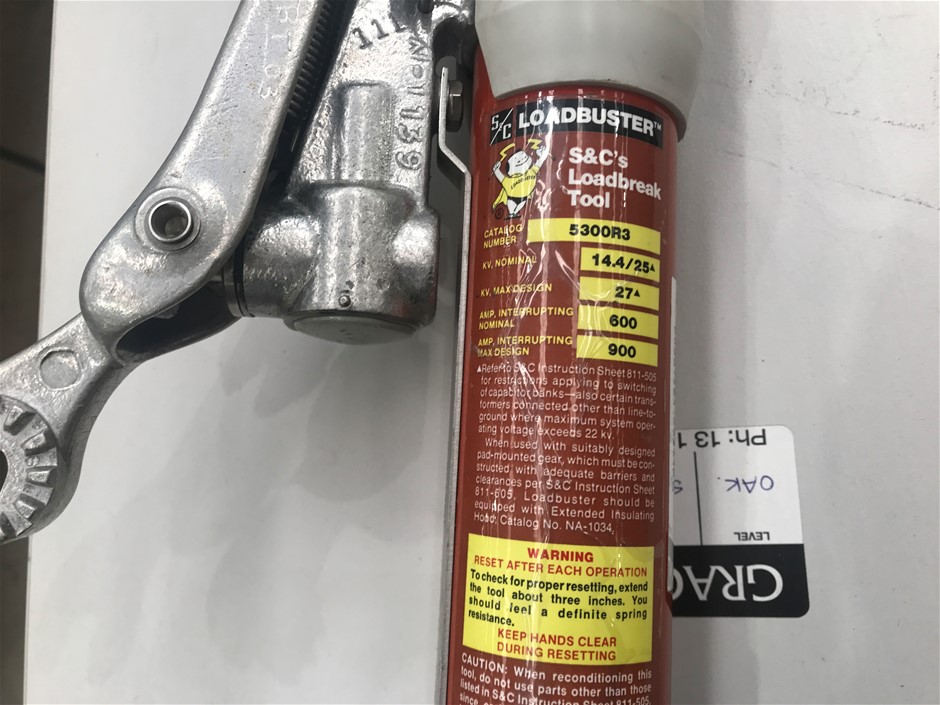 S&C LOADBUSTER™
S&C's
Loadbreak
Tool
CATALOG
NUMBER
5300R3
KV, NOMINAL
14.4/25▲
KV, MAX DESIGN
27▲
AMP, INTERRUPTING
NOMINAL
600
AMP, INTERRUPTING
MAX DESIGN
900
▲Refer to S&C Instruction Sheet 811-505
for restrictions applying to switching
of capacitor banks—also certain trans-
formers connected other than line-to-
ground where maximum system oper-
ating voltage exceeds 22 kv.
When used with suitably designed
pad-mounted gear, which must be con-
structed with adequate barriers and
clearances per S&C Instruction Sheet
811-605, Loadbuster should be
equipped with Extended Insulating
Hood; Catalog No. NA-1034.
WARNING
RESET AFTER EACH OPERATION
To check for proper resetting, extend
the tool about three inches. You
should feel a definite spring
resistance.
KEEP HANDS CLEAR
DURING RESETTING
CAUTION: When reconditioning this
tool, do not use parts other than those
listed in S&C Instruction Sheet 811-505,
since
1139
GRAC
LEVEL
OAK.
Ph: 13 1